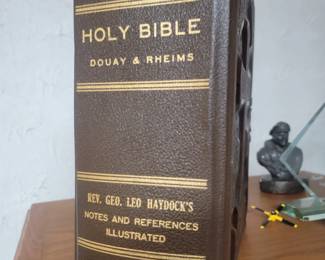 HOLY BIBLE
DOUAY & RHEIMS
REV. GEO. LEO HAYDOCK'S
NOTES AND REFERENCES
ILLUSTRATED